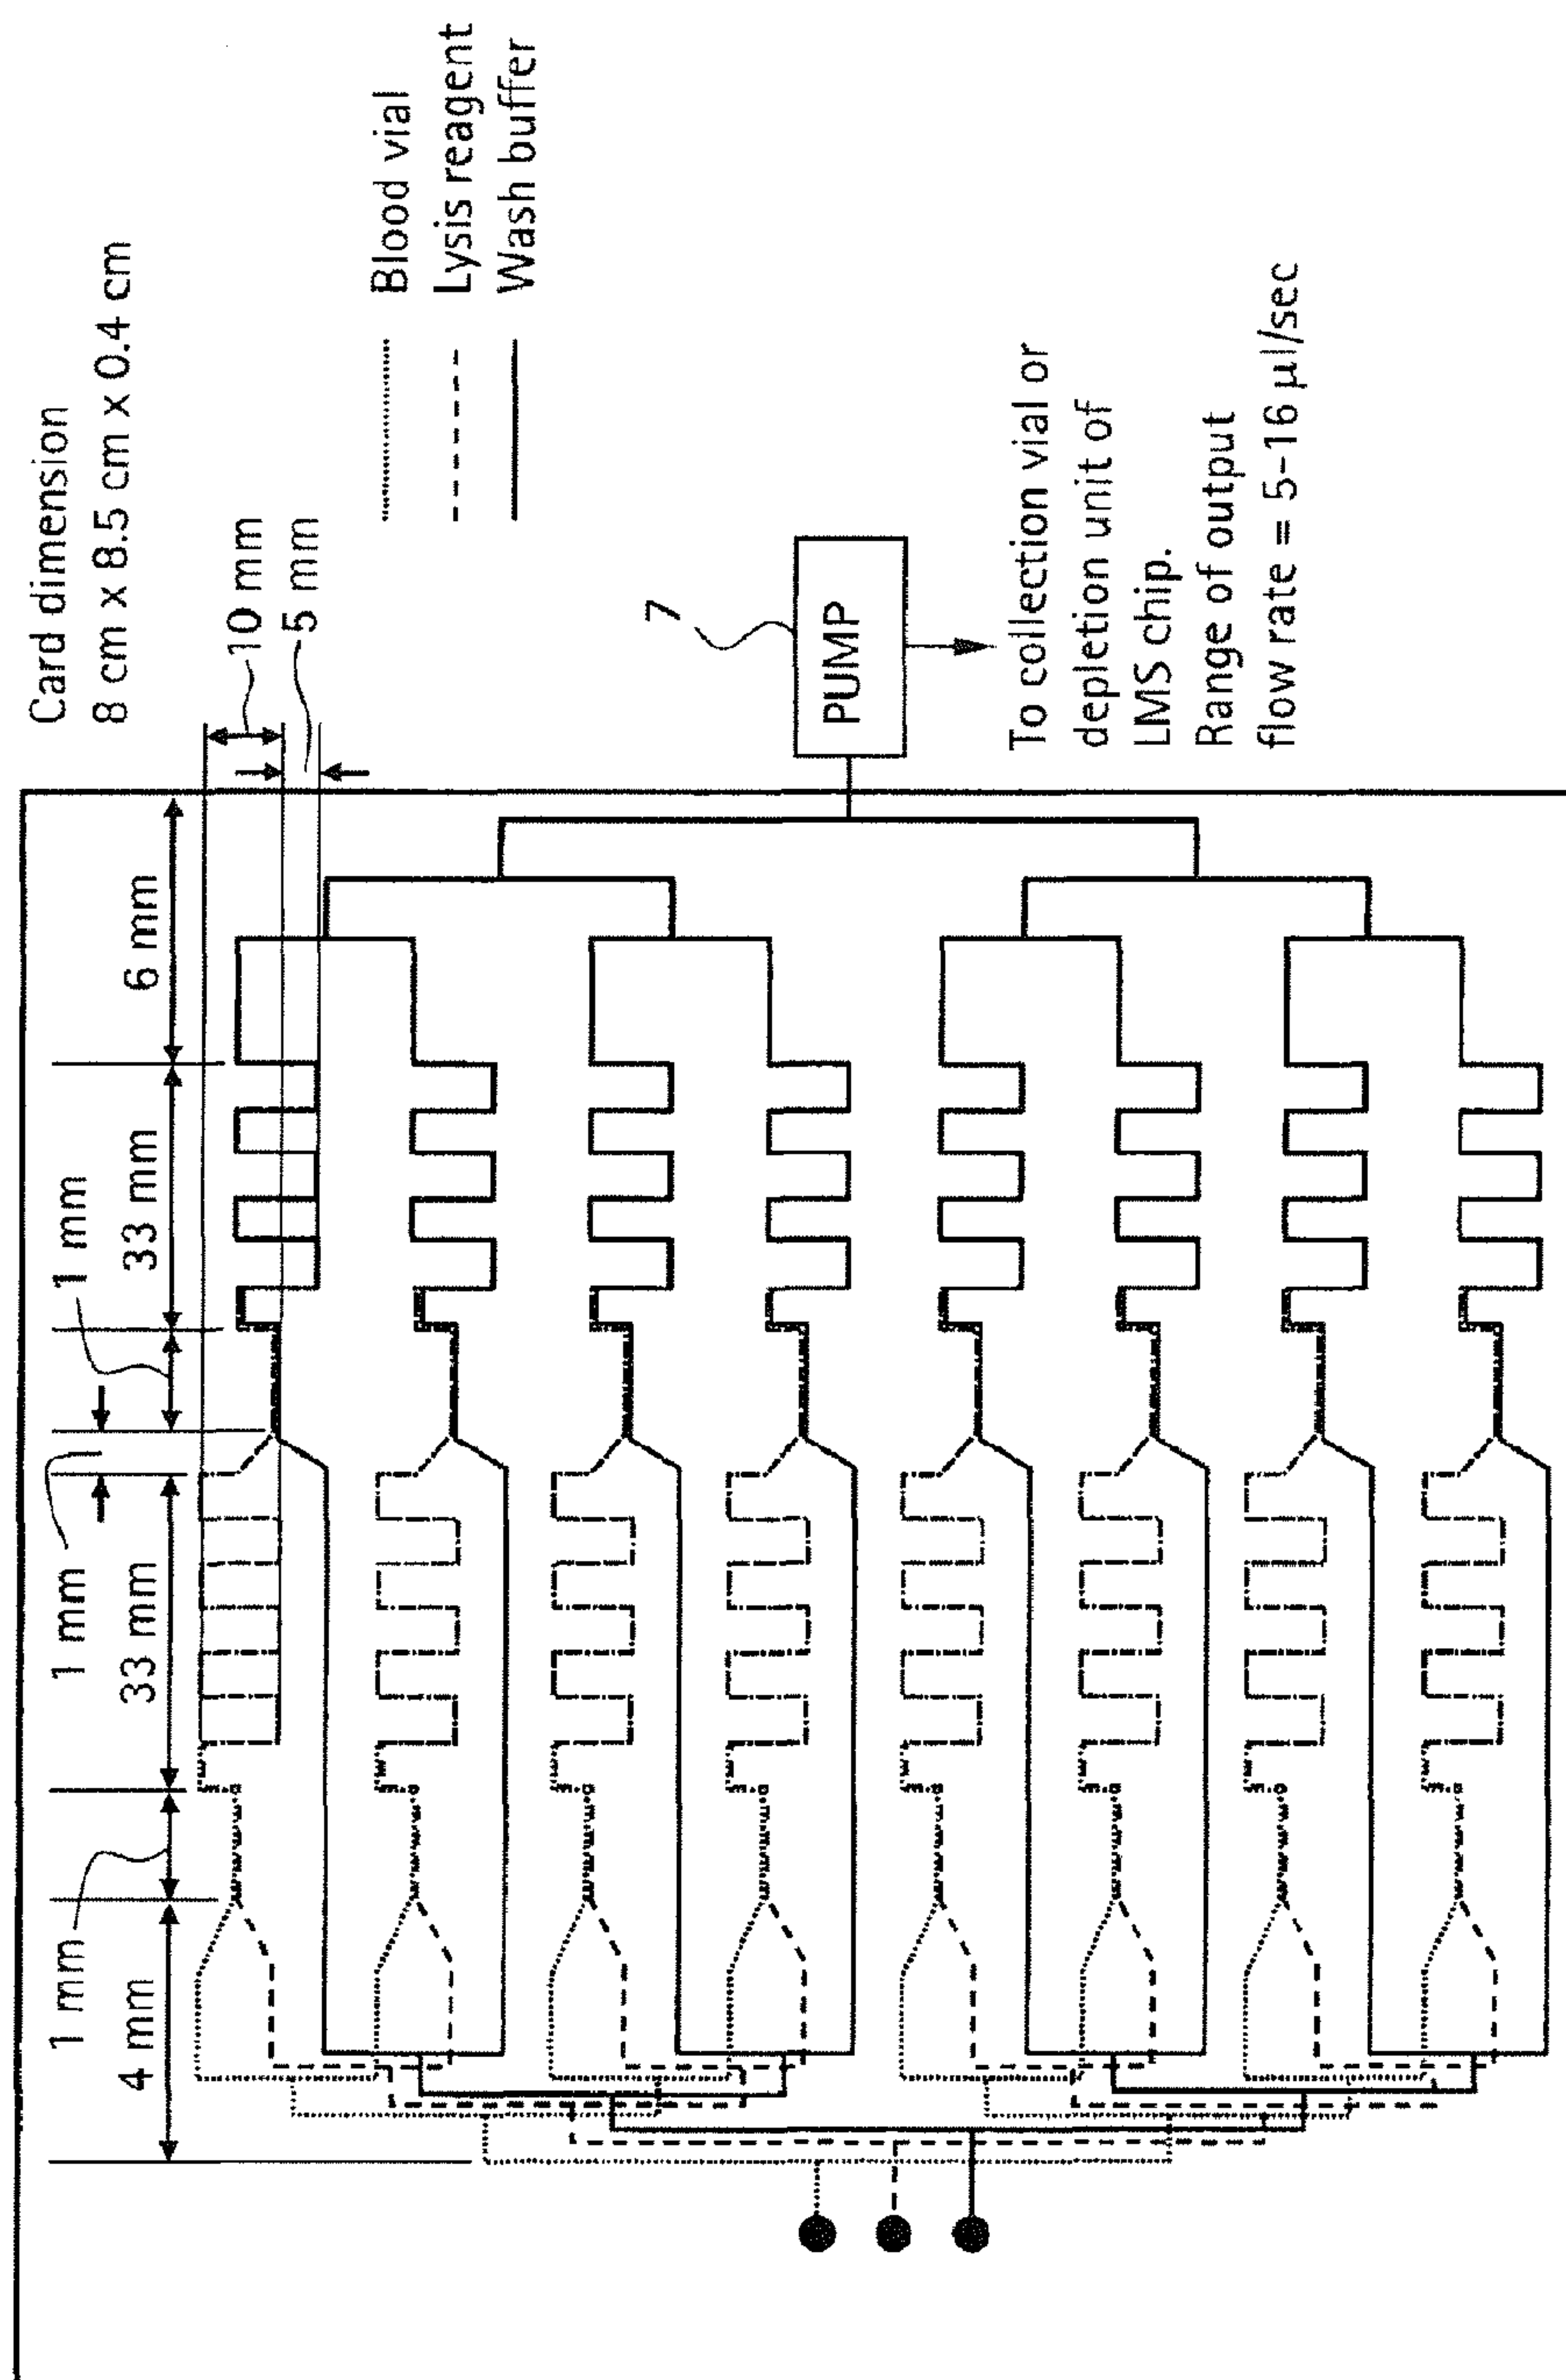 Card dimension
8 cm x 8.5 cm x 0.4 cm
1 mm
4 mm
1 mm
33 mm
1 mm
33 mm
6 mm
10 mm
5 mm
Blood vial
Lysis reagent
Wash buffer
7
PUMP
To collection vial or
depletion unit of
LMS chip.
Range of output
flow rate = 5-16 µl/sec